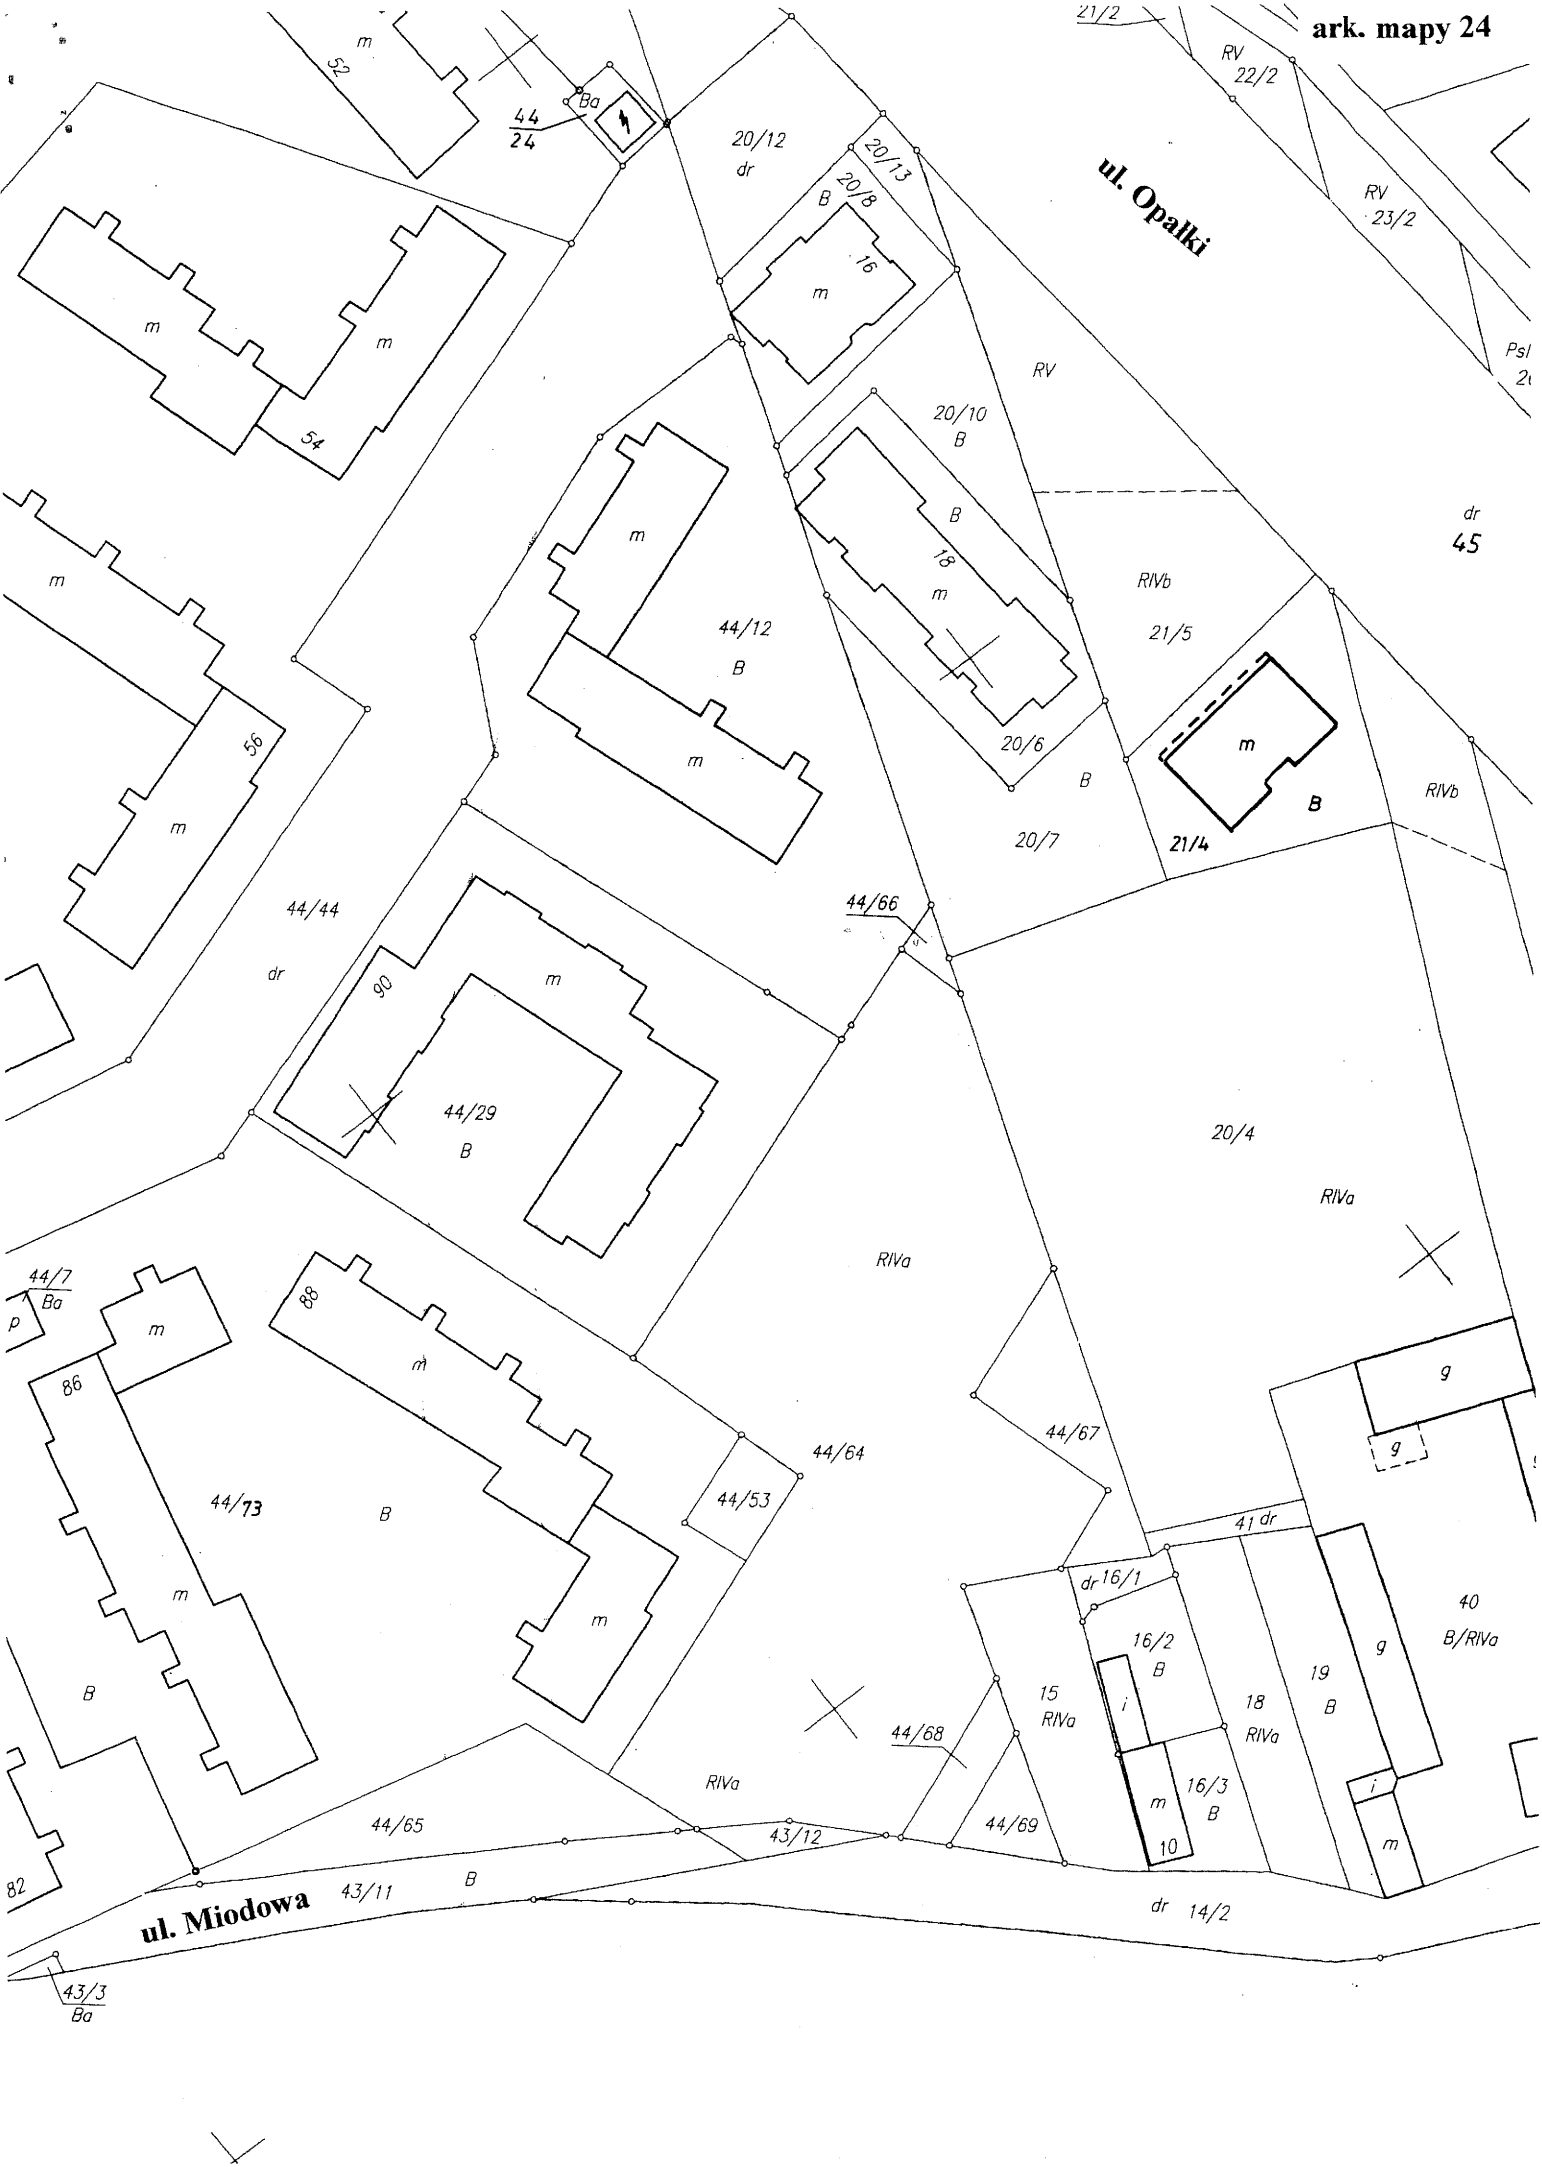 21/2
ark. mapy 24
m
52
RV
22/2
Ba
44
24
20/12
dr
20/13
20/8
B
ul. Opałki
RV
23/2
16
m
m
m
54
RV
20/10
B
PsI
m
m
B
18
m
dr
45
RIVb
21/5
44/12
B
56
m
m
20/6
B
m
B
RIVb
20/7
21/4
44/66
44/44
dr
90
m
44/29
B
20/4
RIVa
RIVa
44/7
Ba
p
m
88
m
86
g
g
44/67
44/64
44/53
44/73
B
41 dr
dr 16/1
m
m
40
B/RIVa
g
16/2
B
15
RIVa
i
18
RIVa
19
B
B
44/68
RIVa
16/3
B
i
m
10
m
44/65
43/12
44/69
82
43/11
B
ul. Miodowa
dr 14/2
43/3
Ba